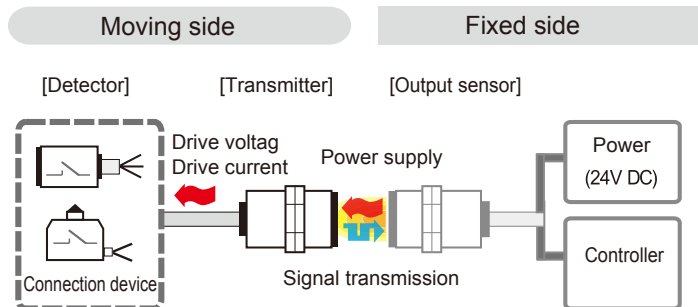 Moving side
Fixed side
[Detector]
[Transmitter]
[Output sensor]
Drive voltag
Drive current
Power supply
Power
(24V DC)
Controller
Connection device
Signal transmission